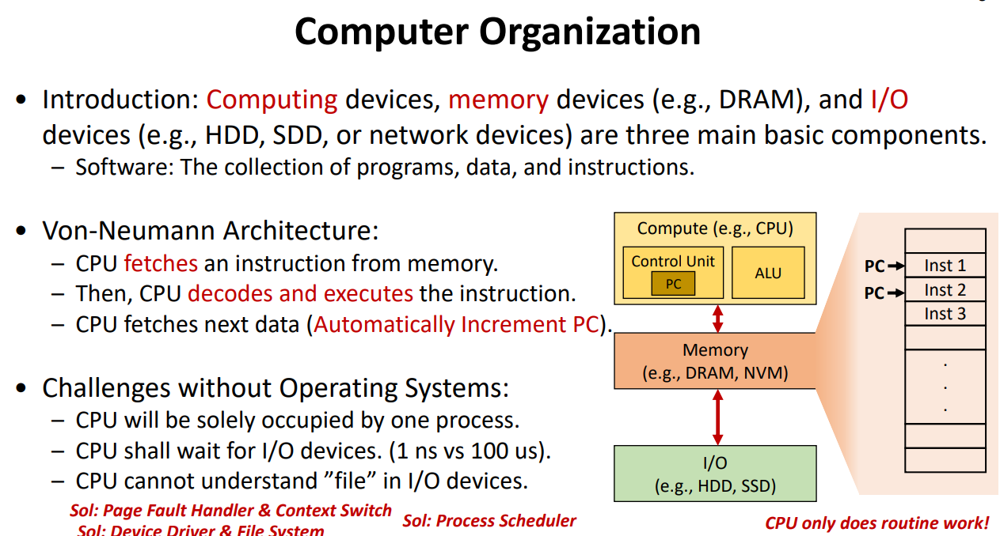 Computer Organization
• Introduction: Computing devices, memory devices (e.g., DRAM), and I/O
devices (e.g., HDD, SDD, or network devices) are three main basic components.
– Software: The collection of programs, data, and instructions.
• Von-Neumann Architecture:
– CPU fetches an instruction from memory.
– Then, CPU decodes and executes the instruction.
– CPU fetches next data (Automatically Increment PC).
• Challenges without Operating Systems:
– CPU will be solely occupied by one process.
– CPU shall wait for I/O devices. (1 ns vs 100 us).
– CPU cannot understand ”file” in I/O devices.
Sol: Page Fault Handler & Context Switch
Sol: Device Driver & File System
Sol: Process Scheduler
Compute (e.g., CPU)
Control Unit
PC
ALU
Memory
(e.g., DRAM, NVM)
I/O
(e.g., HDD, SSD)
PC
Inst 1
PC
Inst 2
Inst 3
.
.
.
CPU only does routine work!